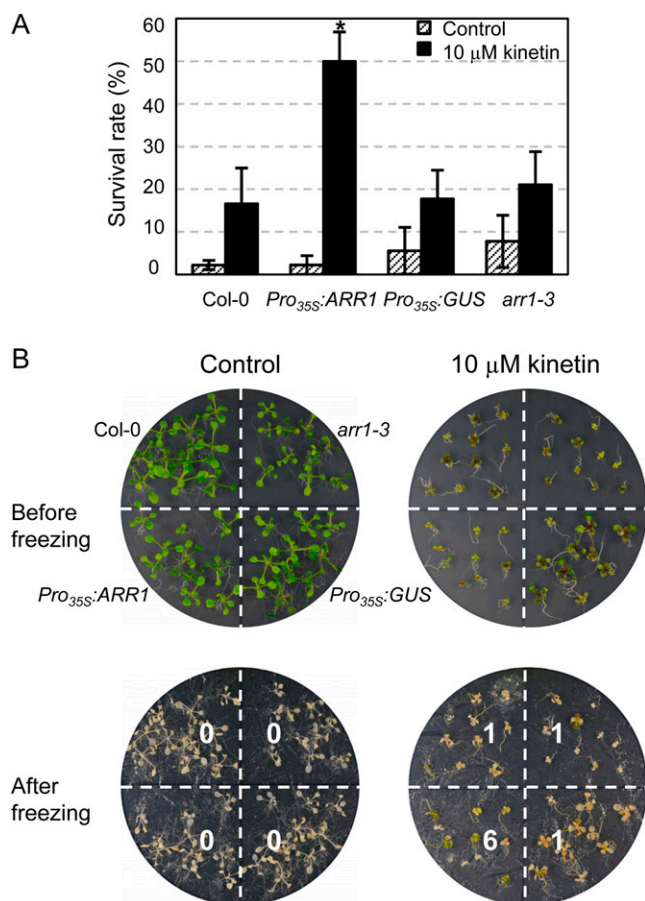 A
Survival rate (%)
60
50
40
30
20
10
0
*
Control
10 μM kinetin
Col-0 Pro35S:ARR1 Pro35S:GUS arr1-3
B
Control 10 μM kinetin
Col-0 arr1-3
Before
freezing
Pro35S:ARR1 Pro35S:GUS
After
freezing
0 0 1 1
0 0 6 1